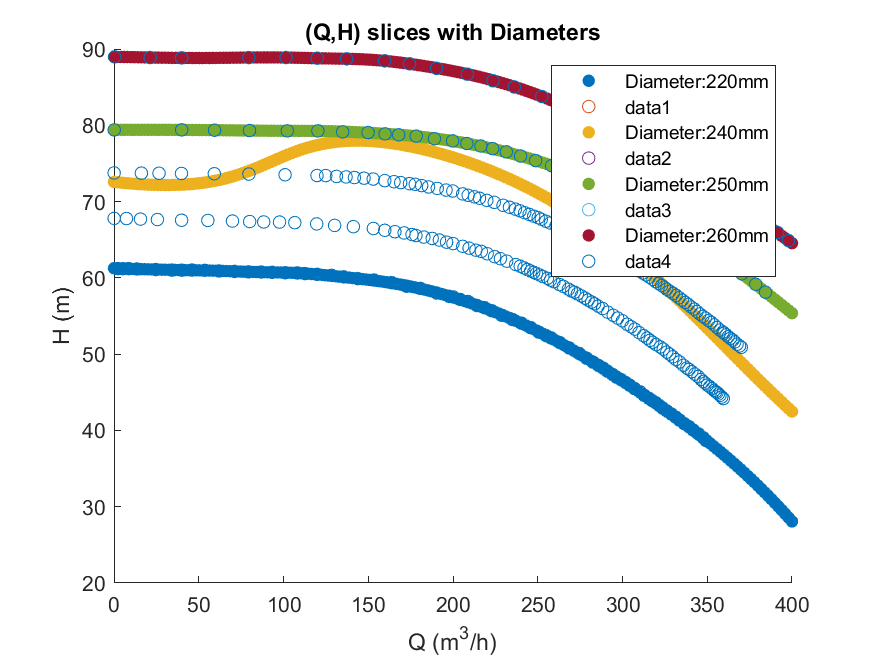 (Q,H) slices with Diameters
90
80
70
60
50
40
30
20
H (m)
0 50 100 150 200 250 300 350 400
Q (m³/h)
Diameter:220mm
data1
Diameter:240mm
data2
Diameter:250mm
data3
Diameter:260mm
data4